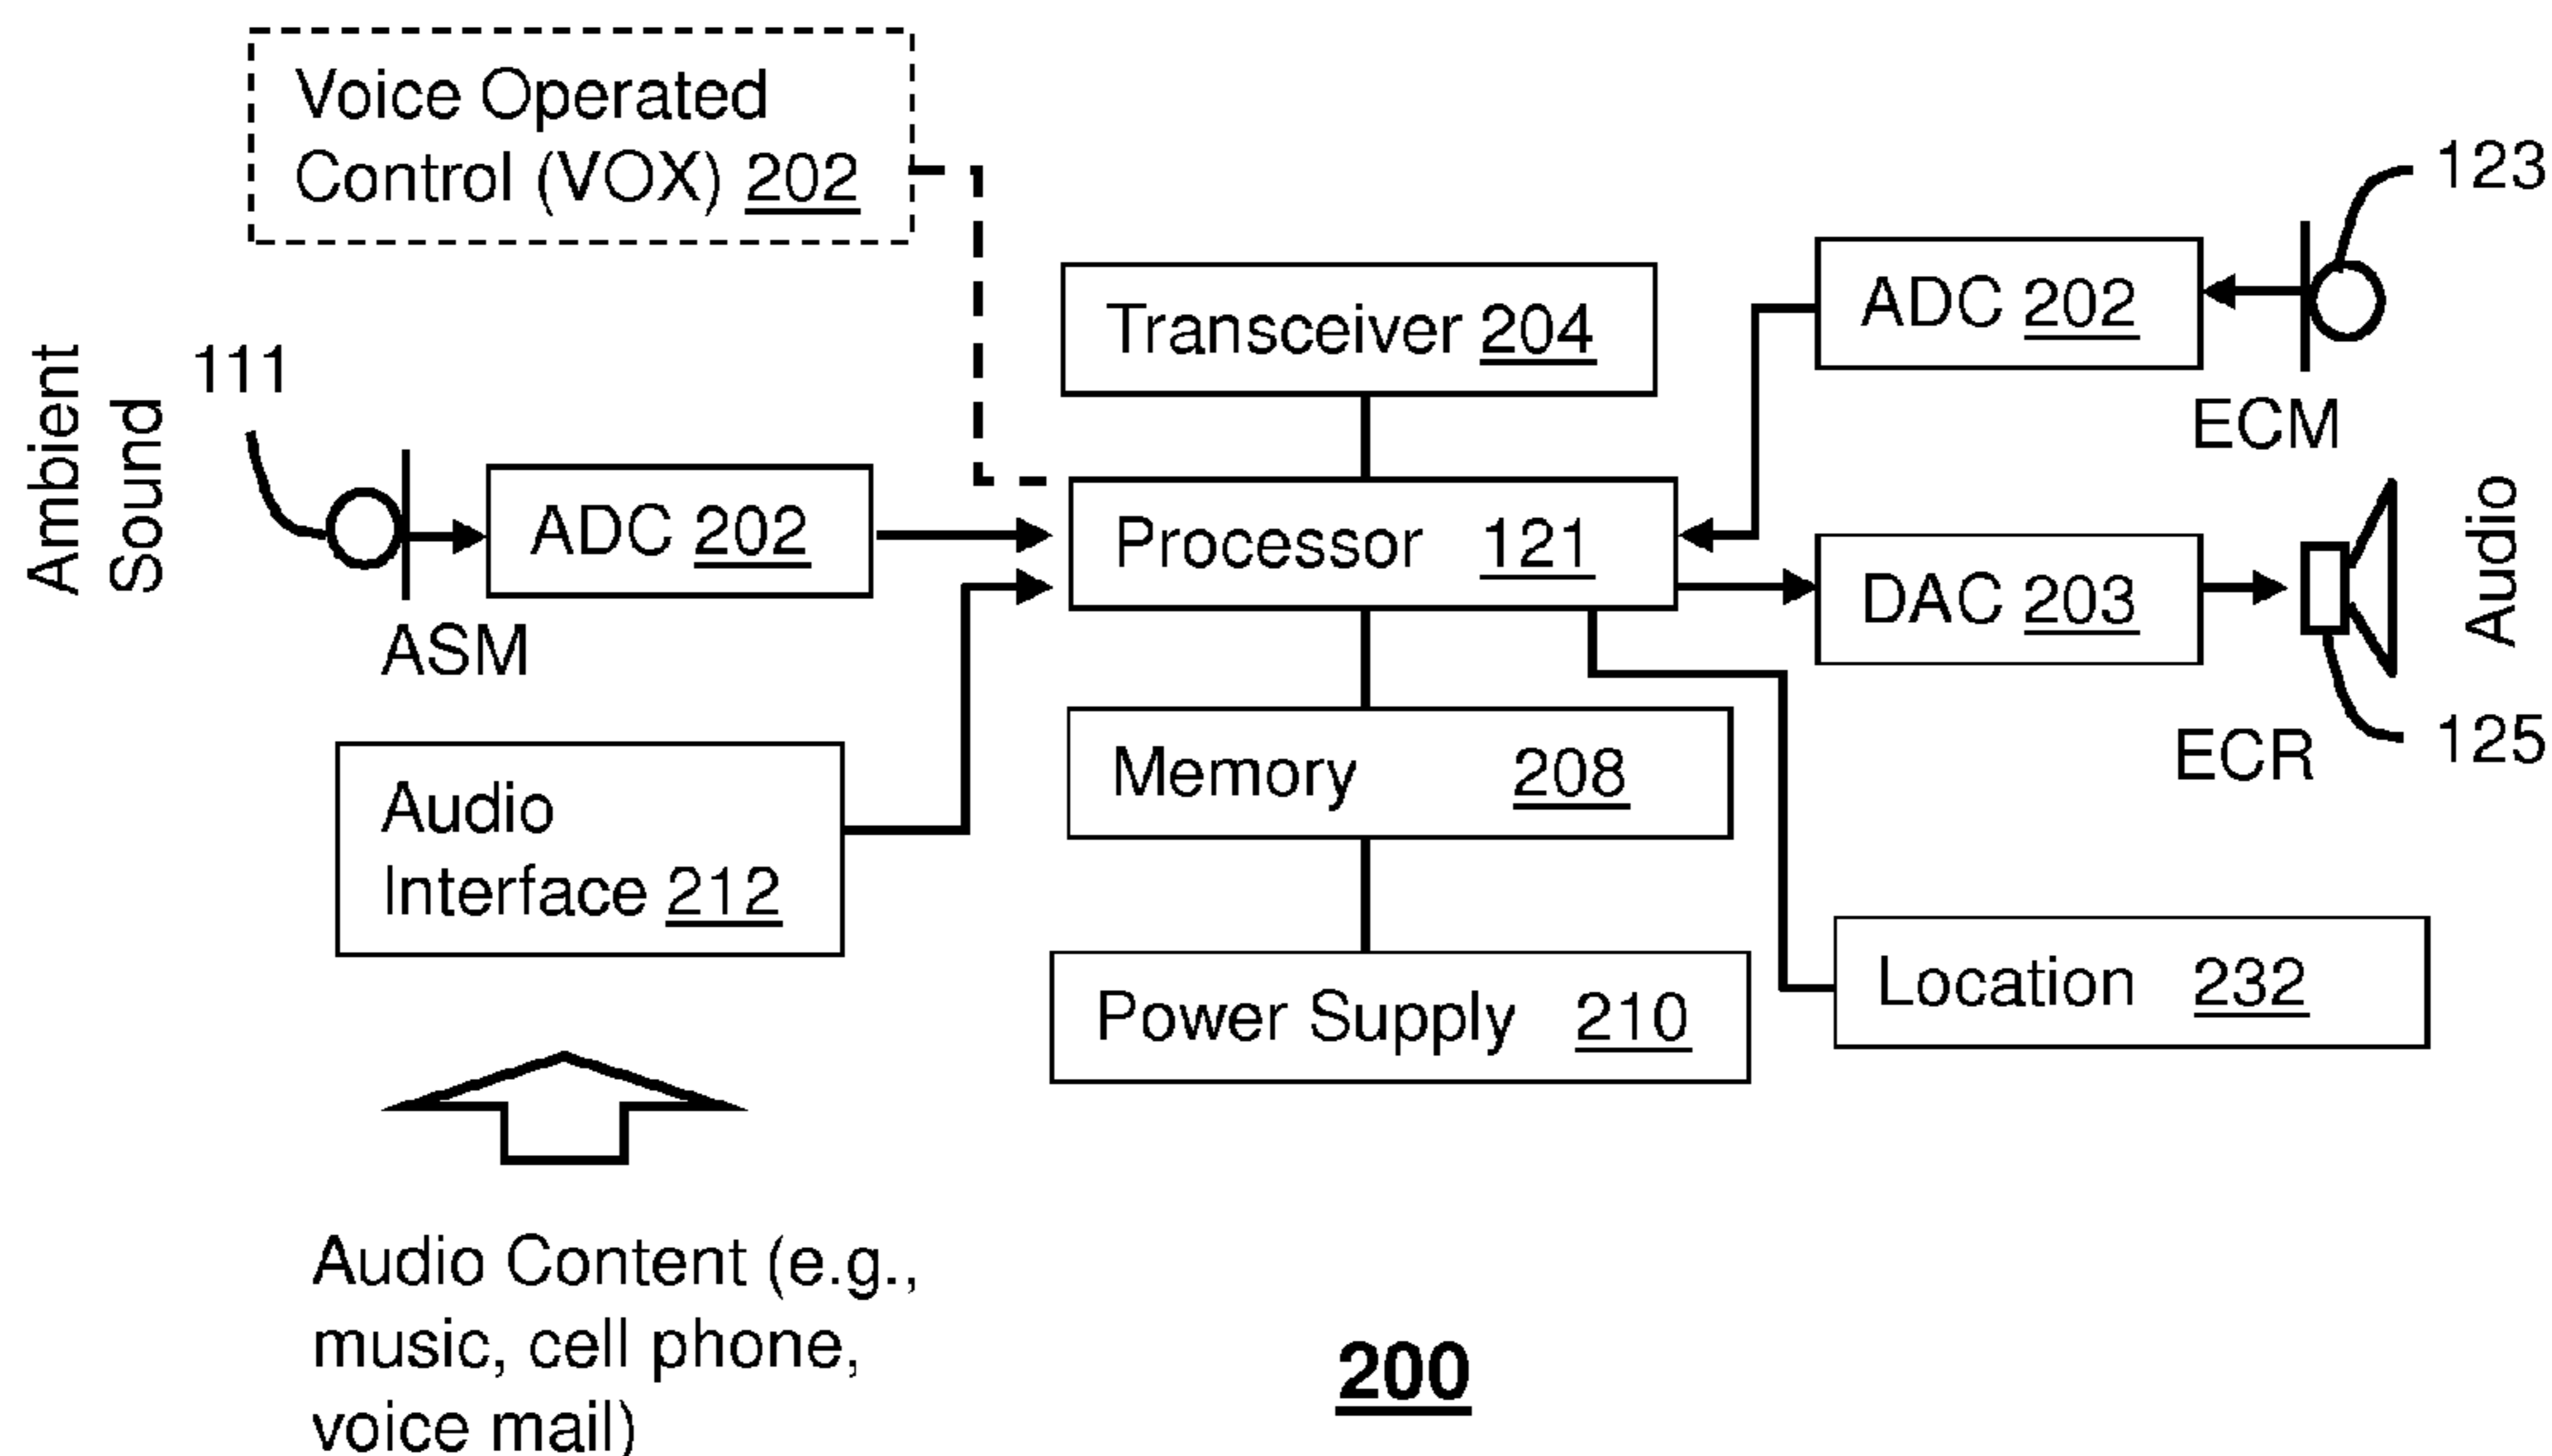 Voice Operated
Control (VOX) 202
123
Transceiver 204
ADC 202
ECM
Ambient
Sound
111
ADC 202
ASM
Processor 121
DAC 203
Audio
ECR
125
Memory 208
Audio
Interface 212
Location 232
Power Supply 210
Audio Content (e.g.,
music, cell phone,
voice mail)
200